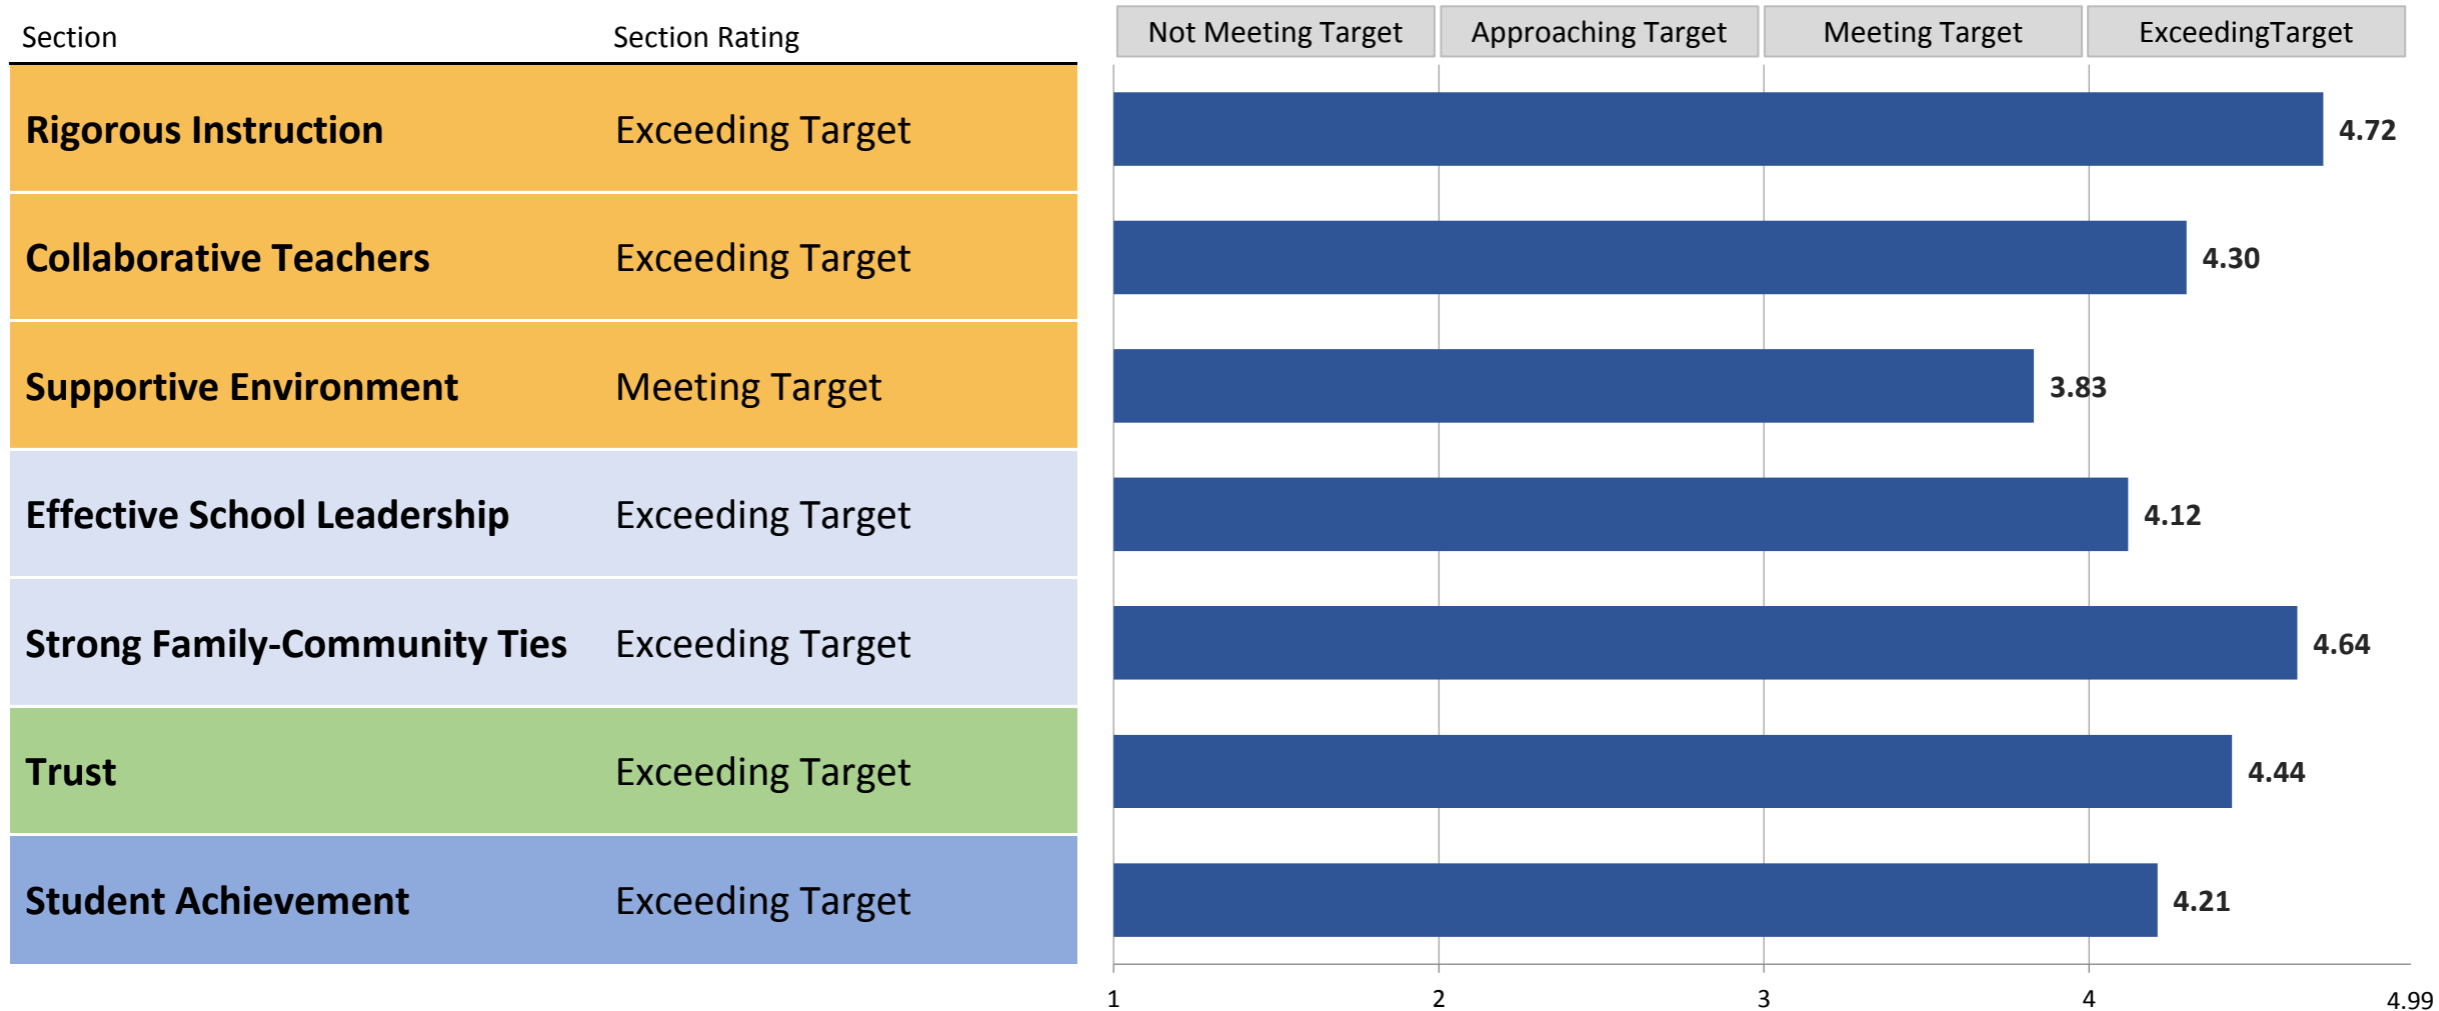 Section Section Rating Not Meeting Target Approaching Target Meeting Target ExceedingTarget
Rigorous Instruction Exceeding Target 4.72
Collaborative Teachers Exceeding Target 4.30
Supportive Environment Meeting Target 3.83
Effective School Leadership Exceeding Target 4.12
Strong Family-Community Ties Exceeding Target 4.64
Trust Exceeding Target 4.44
Student Achievement Exceeding Target 4.21
1 2 3 4 4.99